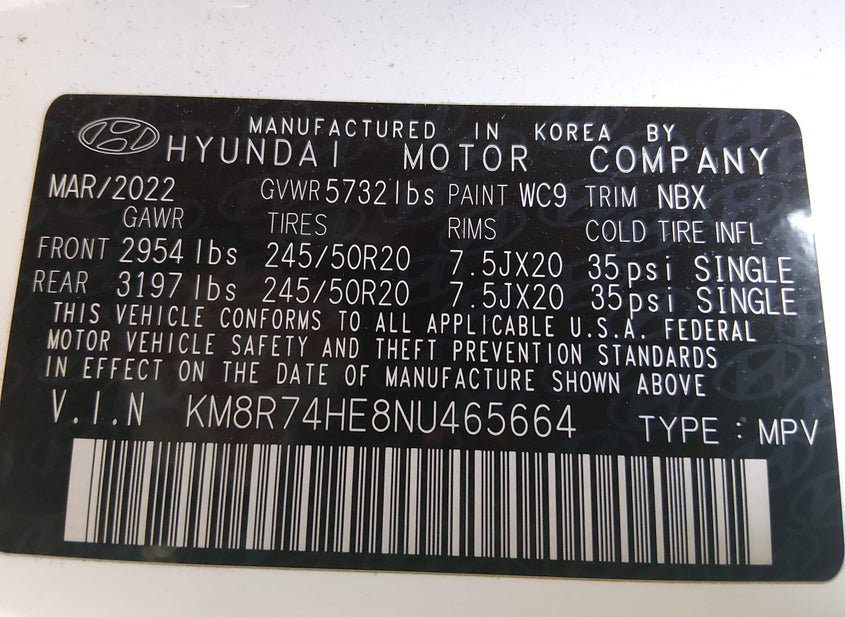 MANUFACTURED IN KOREA BY
HYUNDAI MOTOR COMPANY
MAR/2022 GVWR 5732 lbs PAINT WC9 TRIM NBX
GAWR TIRES RIMS COLD TIRE INFL
FRONT 2954 lbs 245/50R20 7.5JX20 35psi SINGLE
REAR 3197 lbs 245/50R20 7.5JX20 35psi SINGLE
THIS VEHICLE CONFORMS TO ALL APPLICABLE U.S.A. FEDERAL
MOTOR VEHICLE SAFETY AND THEFT PREVENTION STANDARDS
IN EFFECT ON THE DATE OF MANUFACTURE SHOWN ABOVE
V.I.N KM8R74HE8NU465664 TYPE : MPV